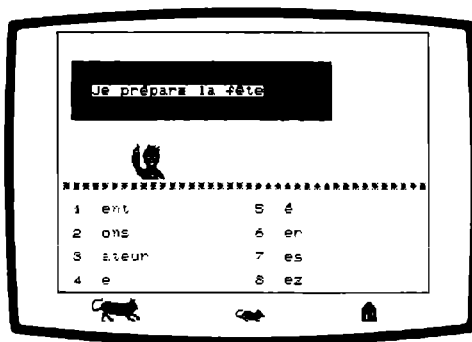 Je prépar la fête
1 ent 5 é
2 ons 6 er
3 ateur 7 es
4 e 8 ez